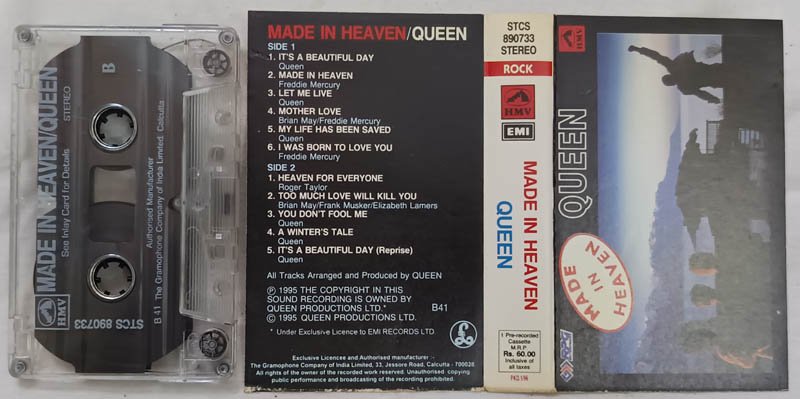 MADE IN HEAVEN/QUEEN
See Inlay Card for Details
STEREO
B
Authorised Manufacturer
B 41 The Gramophone Company of India Limited. Calcutta
HMV
STCS 890733
MADE IN HEAVEN/QUEEN
SIDE 1
1. IT'S A BEAUTIFUL DAY
Queen
2. MADE IN HEAVEN
Freddie Mercury
3. LET ME LIVE
Queen
4. MOTHER LOVE
Brian May/Freddie Mercury
5. MY LIFE HAS BEEN SAVED
Queen
6. I WAS BORN TO LOVE YOU
Freddie Mercury
SIDE 2
1. HEAVEN FOR EVERYONE
Roger Taylor
2. TOO MUCH LOVE WILL KILL YOU
Brian May/Frank Musker/Elizabeth Lamers
3. YOU DON'T FOOL ME
Queen
4. A WINTER'S TALE
Queen
5. IT'S A BEAUTIFUL DAY (Reprise)
Queen
All Tracks Arranged and Produced by QUEEN
℗ 1995 THE COPYRIGHT IN THIS
SOUND RECORDING IS OWNED BY
QUEEN PRODUCTIONS LTD.* B41
© 1995 QUEEN PRODUCTIONS LTD.
* Under Exclusive Licence to EMI RECORDS LTD.
Exclusive Licencee and Authorised manufacturer :-
The Gramophone Company of India Limited, 33, Jessore Road, Calcutta - 700028
All rights of the owner of the recorded work reserved. Unauthorised copying
public performance and broadcasting of the recording prohibited.
STCS
890733
STEREO
ROCK
HMV
EMI
MADE IN HEAVEN
QUEEN
1 Pre-recorded
Cassette
M.R.P.
Rs. 60.00
Inclusive of
all taxes
HMV
QUEEN
MADE
IN
HEAVEN